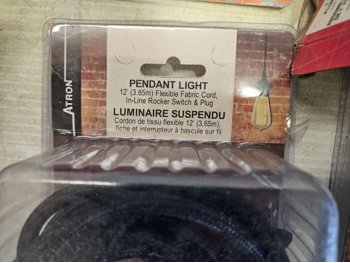 ATRON
PENDANT LIGHT
12' (3.65m) Flexible Fabric Cord,
In-Line Rocker Switch & Plug
LUMINAIRE SUSPENDU
Cordon de tissu flexible 12' (3,65m),
fiche et interrupteur à bascule sur fil